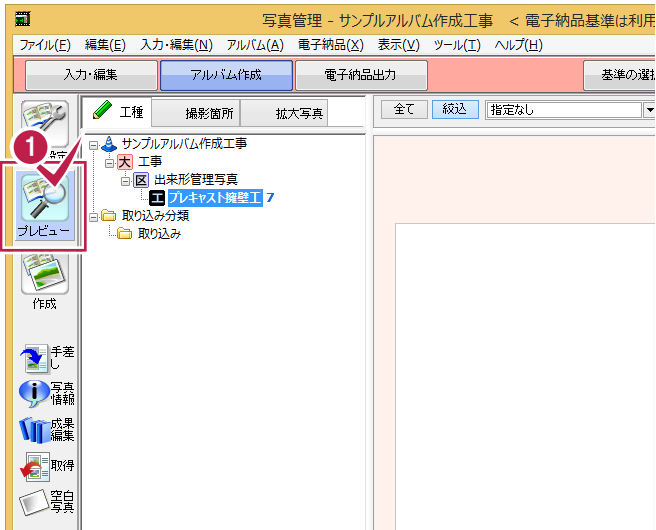 写真管理 - サンプルアルバム作成工事 < 電子納品基準は利用
ファイル(F) 編集(E) 入力・編集(N) アルバム(A) 電子納品(X) 表示(V) ツール(T) ヘルプ(H)
入力・編集 アルバム作成 電子納品出力 基準の選
工種 撮影箇所 拡大写真 全て 絞込 指定なし
サンプルアルバム作成工事
大 工事
区 出来形管理写真
工 プレキャスト擁壁工 7
取り込み分類
取り込み
1
設定
プレビュー
作成
手差
し
写真
情報
成果
編集
取得
空白
写真